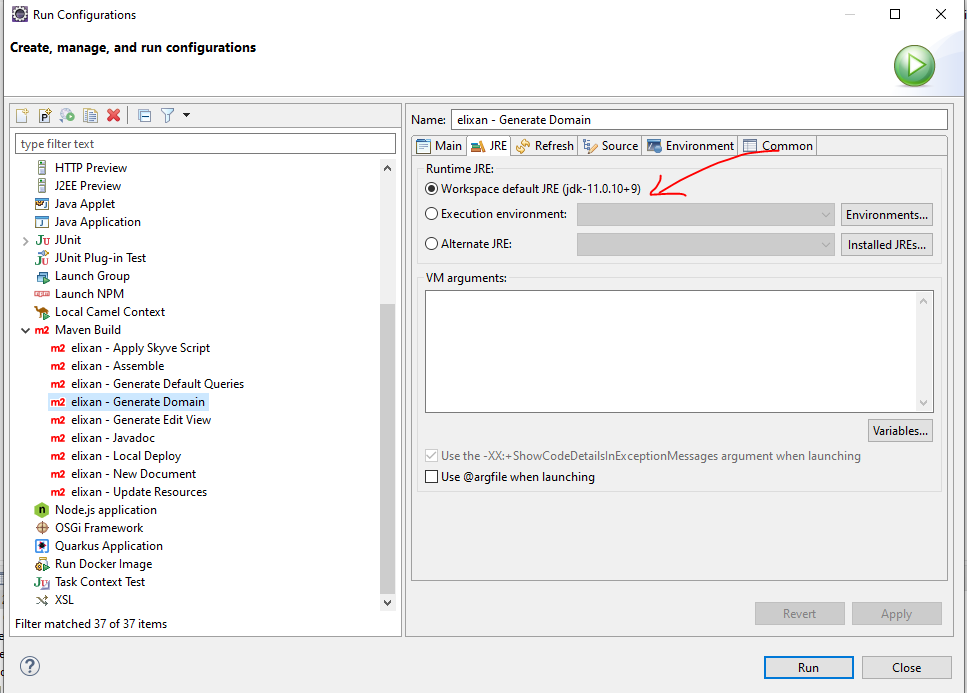 Run Configurations
Create, manage, and run configurations
type filter text
HTTP Preview
J2EE Preview
Java Applet
Java Application
JUnit
JUnit Plug-in Test
Launch Group
Launch NPM
Local Camel Context
Maven Build
elixan - Apply Skyve Script
elixan - Assemble
elixan - Generate Default Queries
elixan - Generate Domain
elixan - Generate Edit View
elixan - Javadoc
elixan - Local Deploy
elixan - New Document
elixan - Update Resources
Node.js application
OSGi Framework
Quarkus Application
Run Docker Image
Task Context Test
XSL
Filter matched 37 of 37 items
Name: elixan - Generate Domain
Main JRE Refresh Source Environment Common
Runtime JRE:
Workspace default JRE (jdk-11.0.10+9)
Execution environment: Environments...
Alternate JRE: Installed JREs...
VM arguments:
Variables...
Use the -XX:+ShowCodeDetailsInExceptionMessages argument when launching
Use @argfile when launching
Revert Apply
Run Close